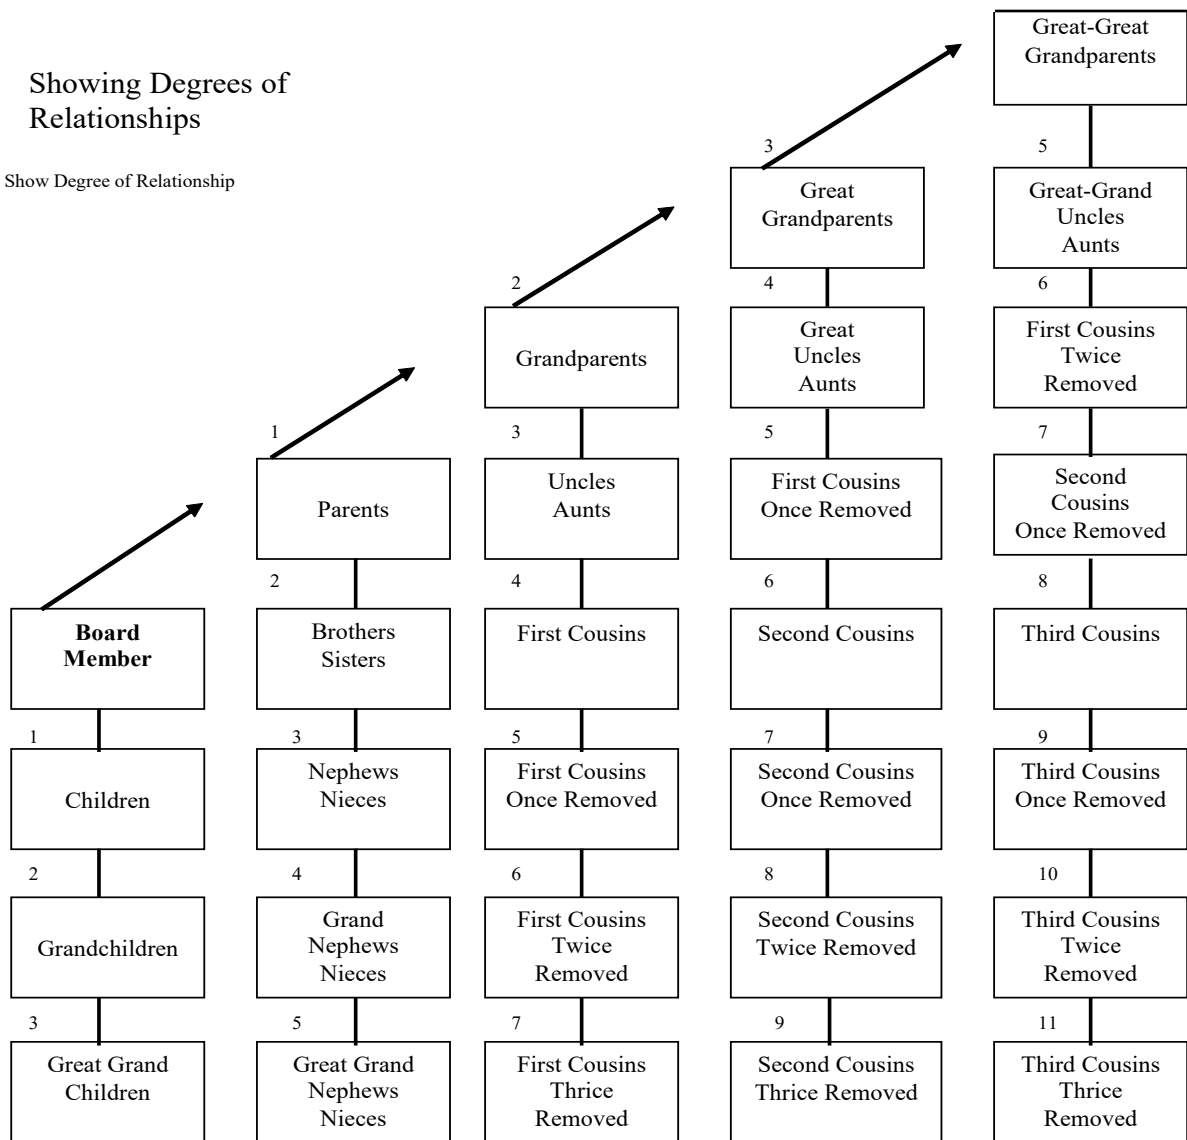 Showing Degrees of
Relationships
Show Degree of Relationship
Great-Great
Grandparents
3
5
Great
Grandparents
Great-Grand
Uncles
Aunts
2
4
6
Grandparents
Great
Uncles
Aunts
First Cousins
Twice
Removed
1
3
5
7
Parents
Uncles
Aunts
First Cousins
Once Removed
Second
Cousins
Once Removed
2
4
6
8
Board
Member
Brothers
Sisters
First Cousins
Second Cousins
Third Cousins
1
3
5
7
9
Children
Nephews
Nieces
First Cousins
Once Removed
Second Cousins
Once Removed
Third Cousins
Once Removed
2
4
6
8
10
Grandchildren
Grand
Nephews
Nieces
First Cousins
Twice
Removed
Second Cousins
Twice Removed
Third Cousins
Twice
Removed
3
5
7
9
11
Great Grand
Children
Great Grand
Nephews
Nieces
First Cousins
Thrice
Removed
Second Cousins
Thrice Removed
Third Cousins
Thrice
Removed